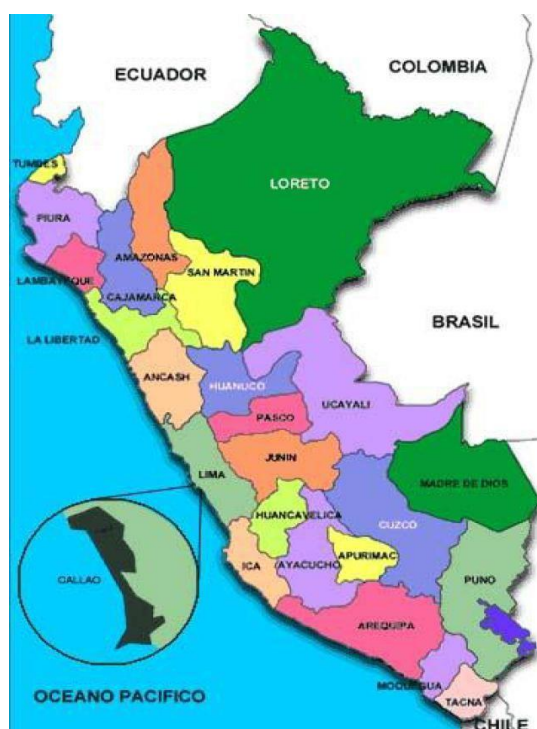 COLOMBIA
ECUADOR
TUMBES
LORETO
PIURA
AMAZONAS
SAN MARTIN
LAMBAYEQUE
CAJAMARCA
BRASIL
LA LIBERTAD
ANCASH
HUANUCO
UCAYALI
PASCO
JUNIN
LIMA
MADRE DE DIOS
HUANCAVELICA
CUZCO
APURIMAC
ICA
AYACUCHO
PUNO
CALLAO
AREQUIPA
MOQUEGUA
OCEANO PACIFICO
TACNA
CHILE